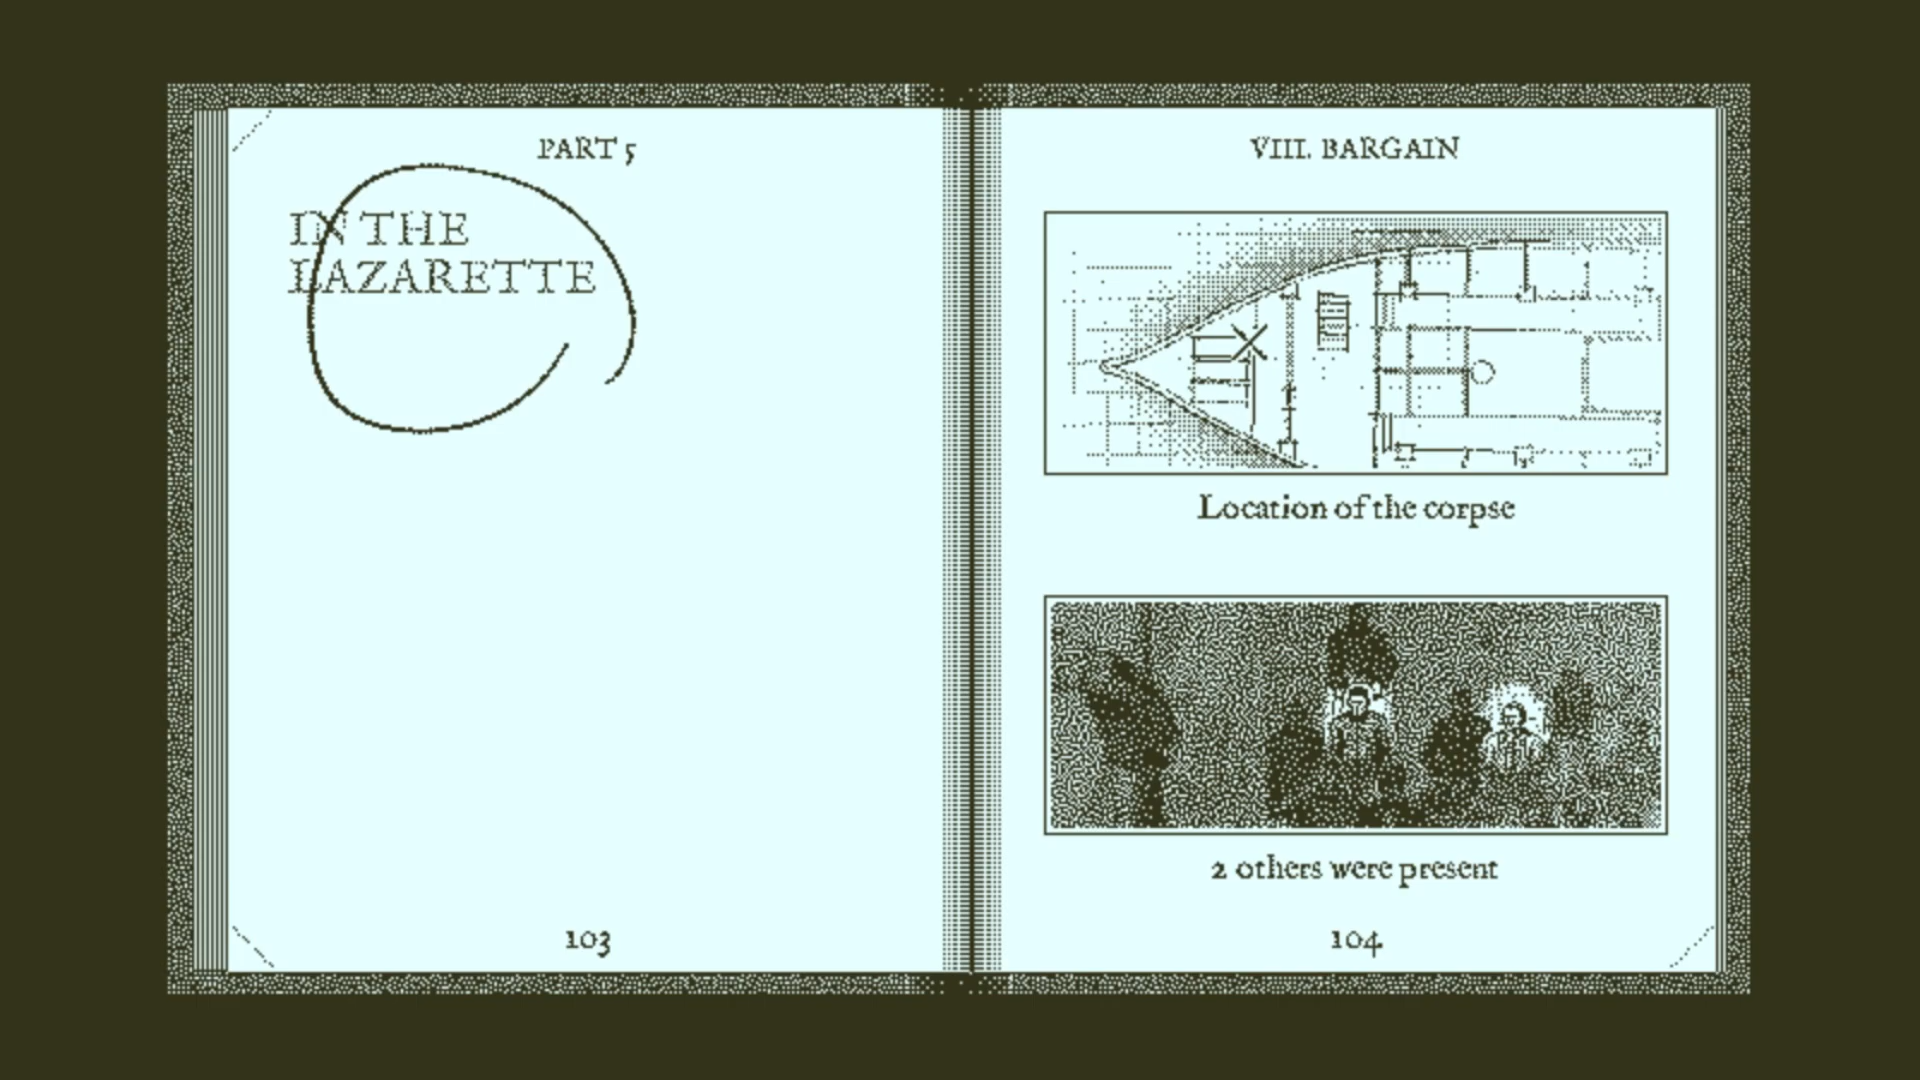 PART 5
IN THE
LAZARETTE
103
VIII. BARGAIN
Location of the corpse
2 others were present
104